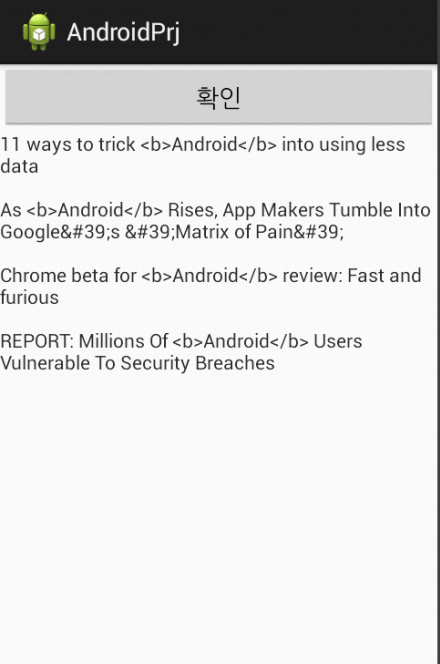 AndroidPrj
확인
11 ways to trick <b>Android</b> into using less
data
As <b>Android</b> Rises, App Makers Tumble Into
Google&#39;s &#39;Matrix of Pain&#39;
Chrome beta for <b>Android</b> review: Fast and
furious
REPORT: Millions Of <b>Android</b> Users
Vulnerable To Security Breaches